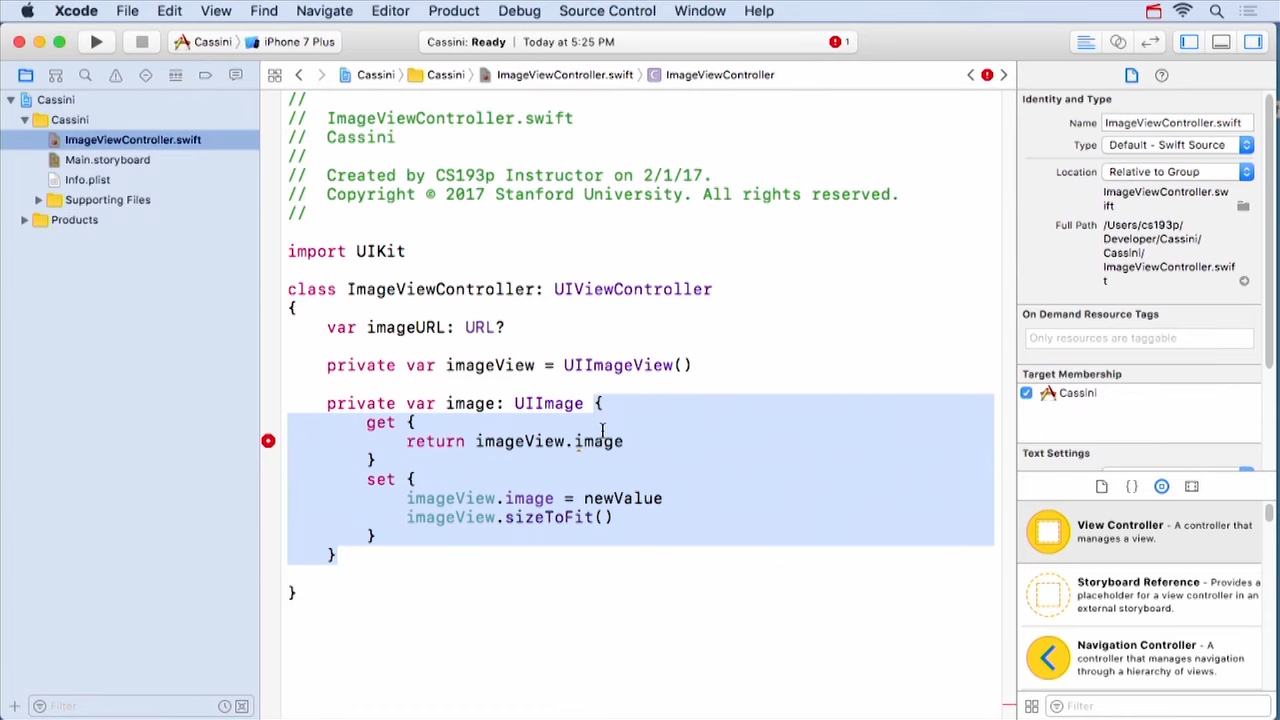 Xcode File Edit View Find Navigate Editor Product Debug Source Control Window Help
Cassini iPhone 7 Plus Cassini: Ready | Today at 5:25 PM 1
Cassini Cassini ImageViewController.swift C ImageViewController
Cassini
Cassini
ImageViewController.swift
Main.storyboard
Info.plist
Supporting Files
Products
Filter
//
// ImageViewController.swift
// Cassini
//
// Created by CS193p Instructor on 2/1/17.
// Copyright © 2017 Stanford University. All rights reserved.
//
import UIKit
class ImageViewController: UIViewController
{
var imageURL: URL?
private var imageView = UIImageView()
private var image: UIImage {
get {
return imageView.image
}
set {
imageView.image = newValue
imageView.sizeToFit()
}
}
}
Identity and Type
Name ImageViewController.swift
Type Default - Swift Source
Location Relative to Group
ImageViewController.sw
ift
Full Path /Users/cs193p/
Developer/Cassini/
Cassini/
ImageViewController.swif
t
On Demand Resource Tags
Only resources are taggable
Target Membership
Cassini
Text Settings
{ }
View Controller - A controller that
manages a view.
Storyboard Reference - Provides a
placeholder for a view controller in an
external storyboard.
Navigation Controller - A
controller that manages navigation
through a hierarchy of views.
Filter